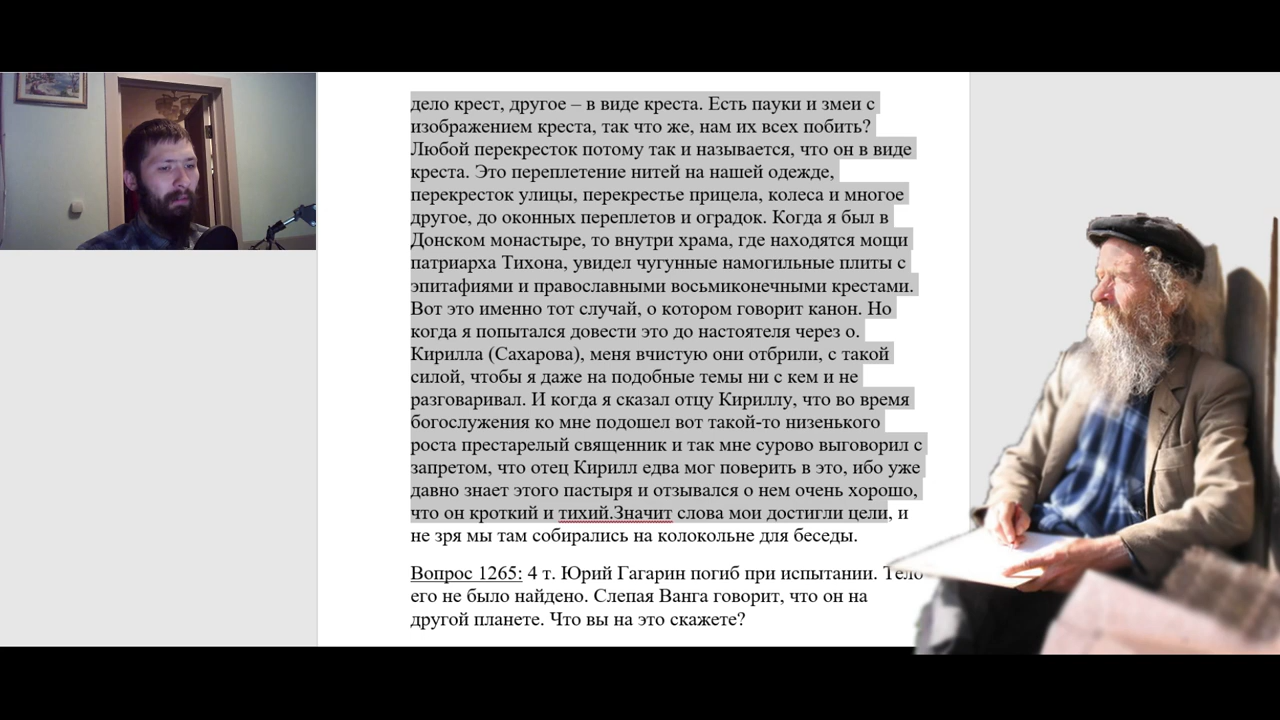 дело крест, другое – в виде креста. Есть пауки и змеи с
изображением креста, так что же, нам их всех побить?
Любой перекресток потому так и называется, что он в виде
креста. Это переплетение нитей на нашей одежде,
перекресток улицы, перекрестье прицела, колеса и многое
другое, до оконных переплетов и оградок. Когда я был в
Донском монастыре, то внутри храма, где находятся мощи
патриарха Тихона, увидел чугунные намогильные плиты с
эпитафиями и православными восьмиконечными крестами.
Вот это именно тот случай, о котором говорит канон. Но
когда я попытался довести это до настоятеля через о.
Кирилла (Сахарова), меня вчистую они отбрили, с такой
силой, чтобы я даже на подобные темы ни с кем и не
разговаривал. И когда я сказал отцу Кириллу, что во время
богослужения ко мне подошел вот такой-то низенького
роста престарелый священник и так мне сурово выговорил с
запретом, что отец Кирилл едва мог поверить в это, ибо уже
давно знает этого пастыря и отзывался о нем очень хорошо,
что он кроткий и тихий.Значит слова мои достигли цели, и
не зря мы там собирались на колокольне для беседы.
Вопрос 1265: 4 т. Юрий Гагарин погиб при испытании. Тело
его не было найдено. Слепая Ванга говорит, что он на
другой планете. Что вы на это скажете?